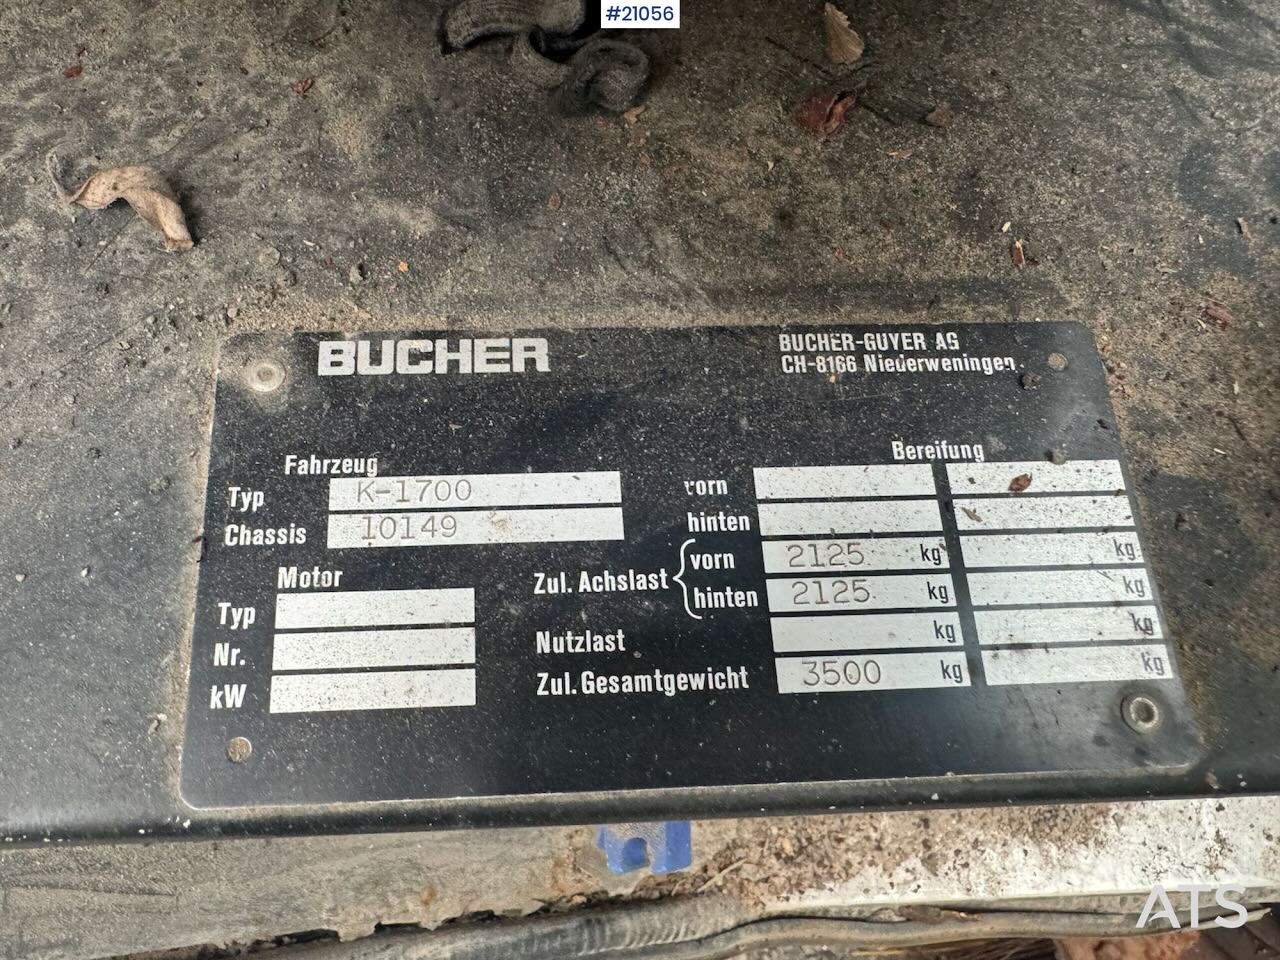 #21056
BUCHER
BUCHER-GUYER AG
CH-8166 Niederweningen
Fahrzeug
Typ K-1700
Chassis 10149
Motor
Typ
Nr.
kW
Bereifung
vorn
hinten
Zul. Achslast
vorn 2125 kg kg
hinten 2125 kg kg
Nutzlast kg kg
Zul. Gesamtgewicht 3500 kg kg
ATS